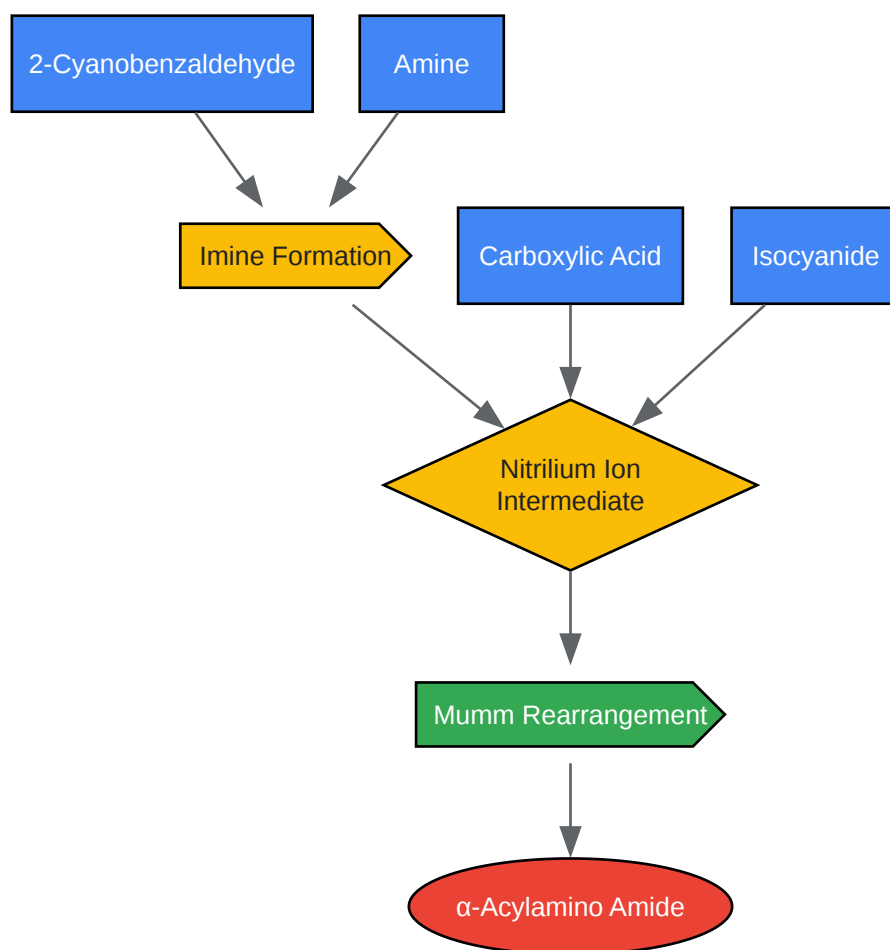 2-Cyanobenzaldehyde
Amine
Imine Formation
Carboxylic Acid
Isocyanide
Nitrilium Ion
Intermediate
Mumm Rearrangement
α-Acylamino Amide